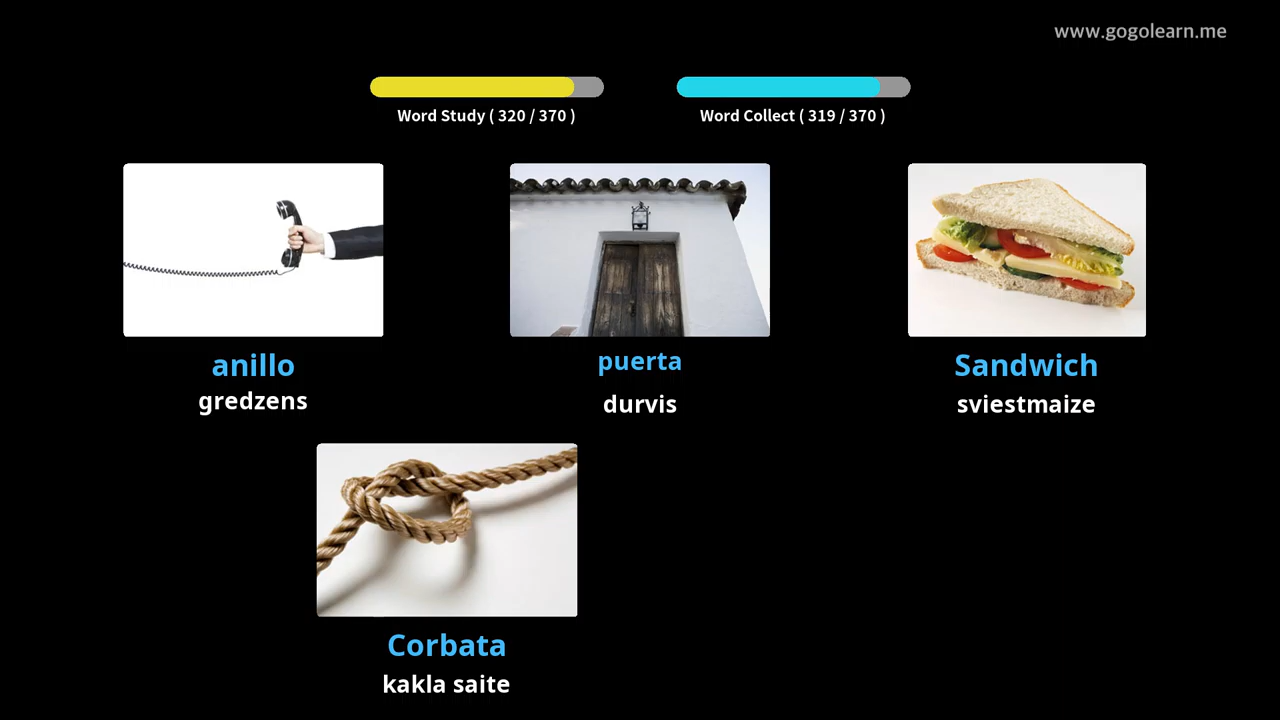 www.gogolearn.me
Word Study ( 320 / 370 )
Word Collect ( 319 / 370 )
anillo
gredzens
puerta
durvis
Sandwich
sviestmaize
Corbata
kakla saite